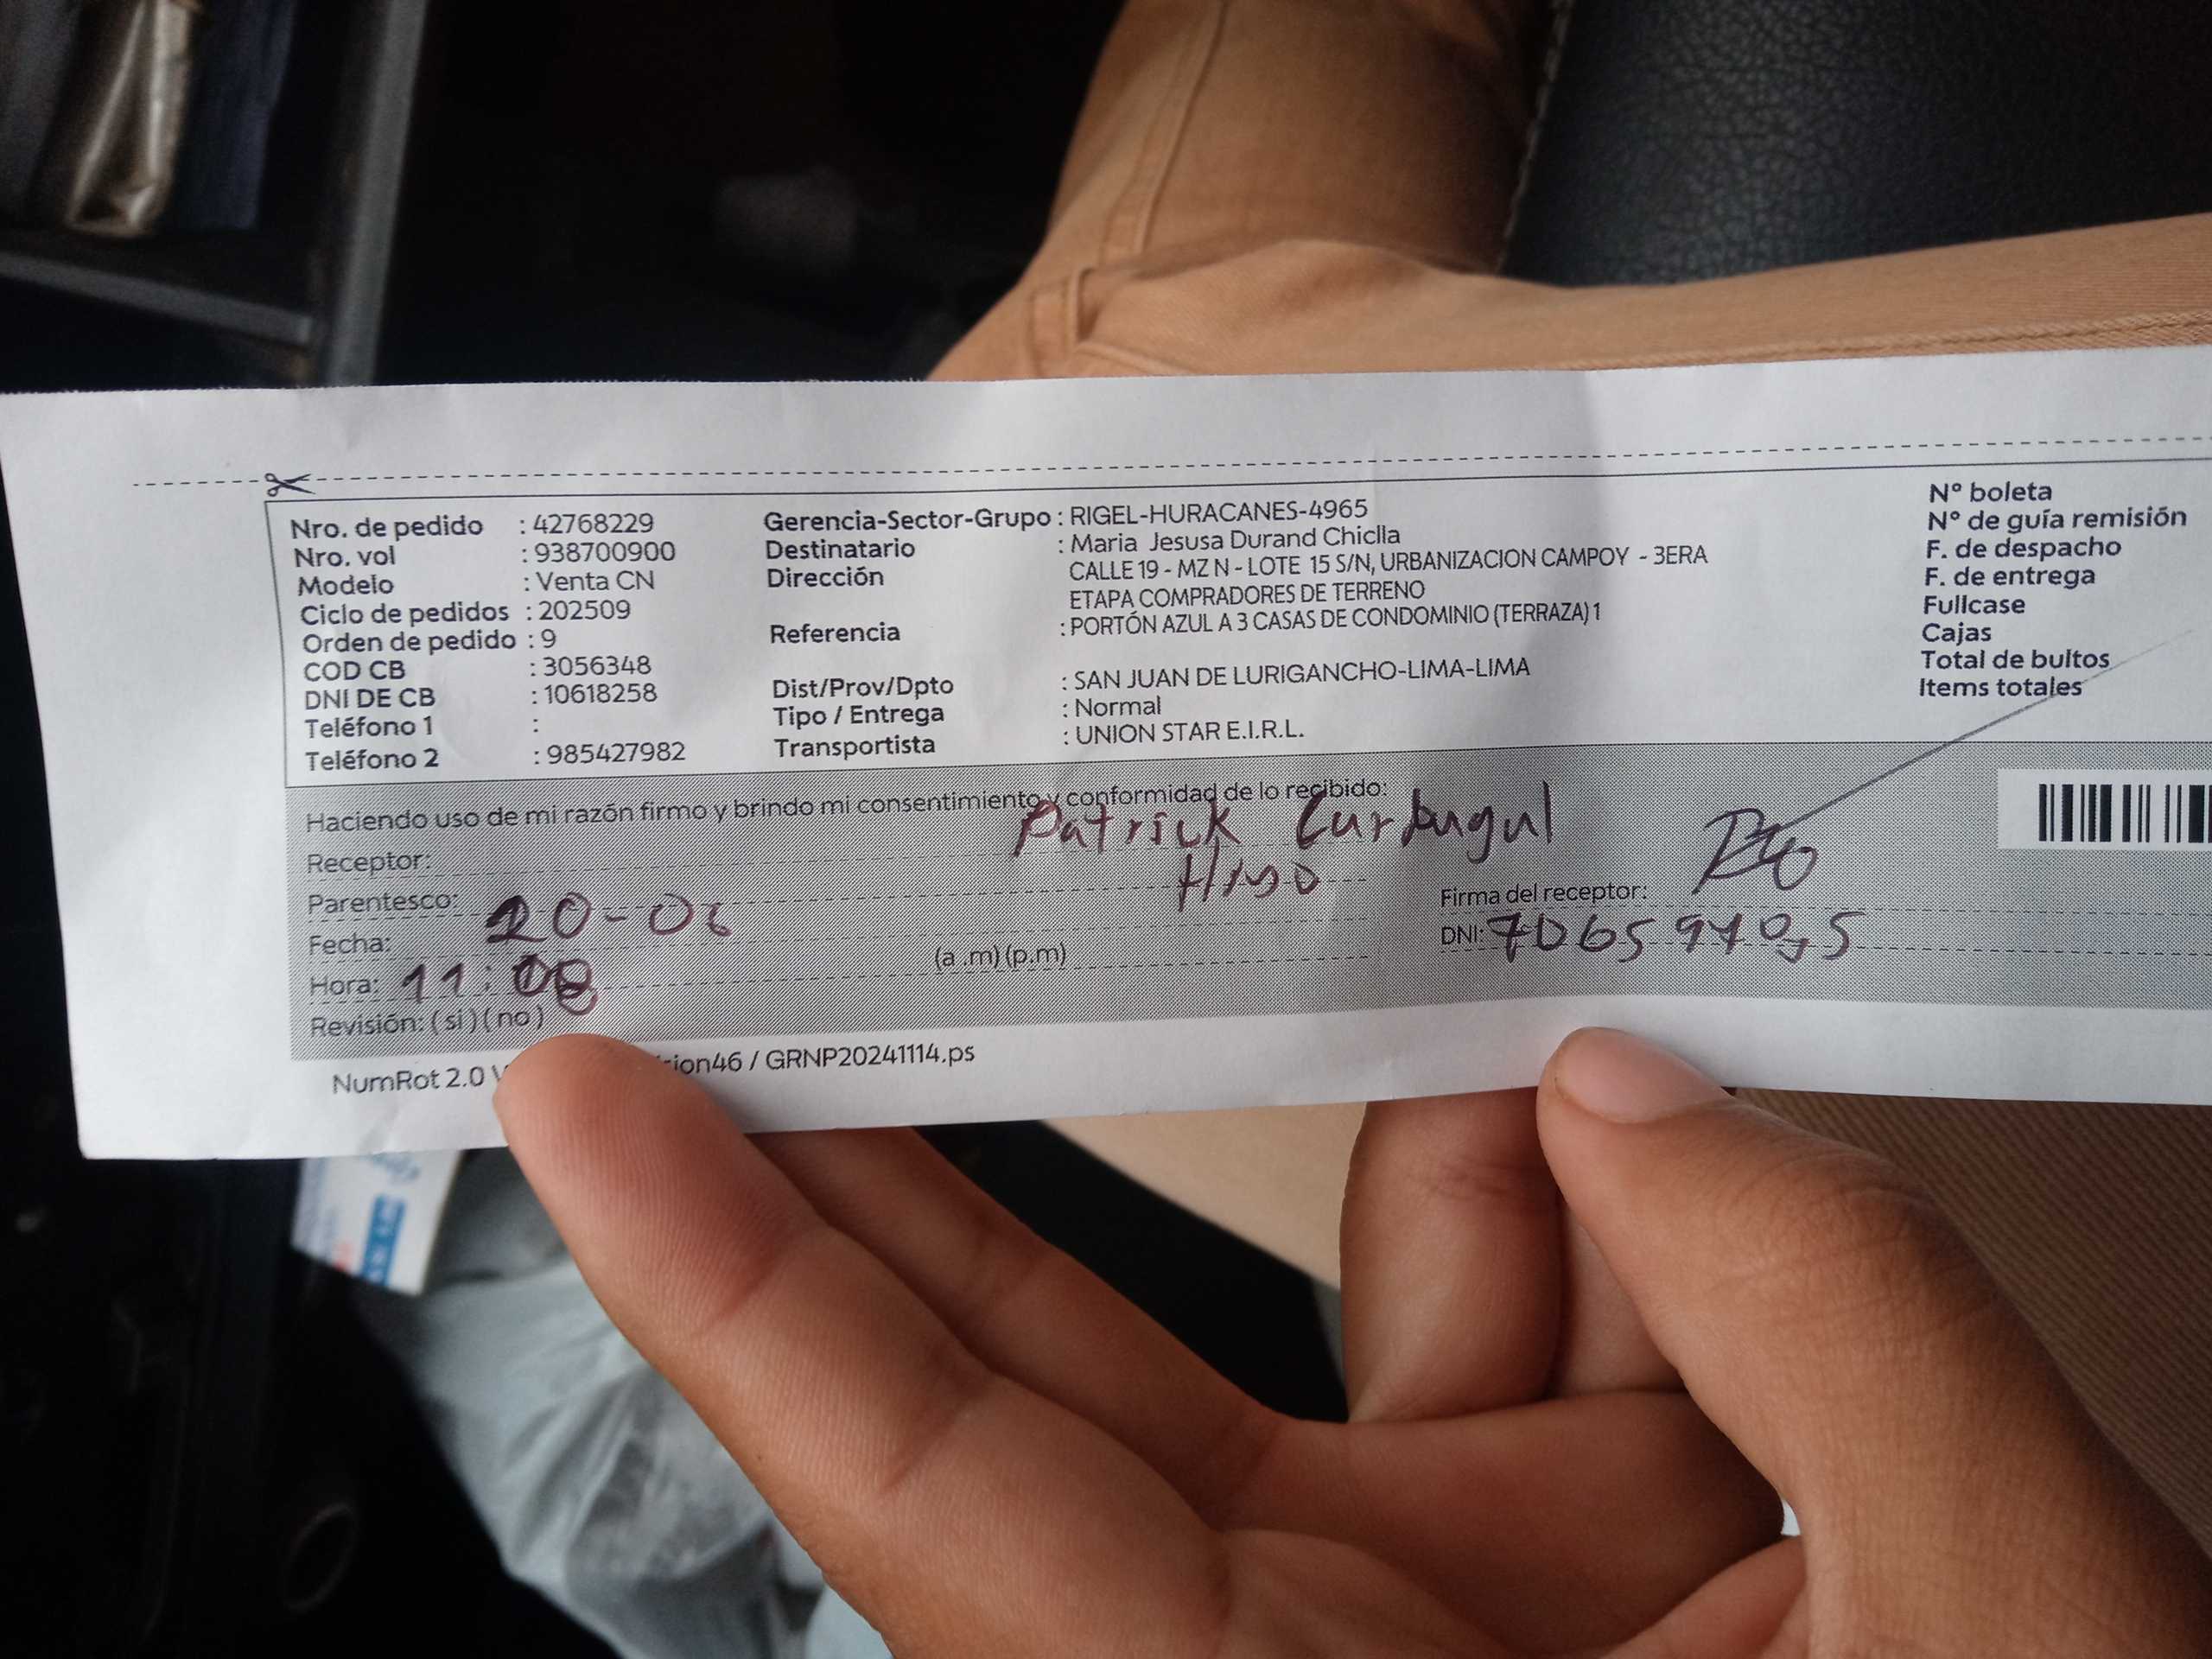 Nro. de pedido : 42768229
Nro. vol : 938700900
Modelo : Venta CN
Ciclo de pedidos : 202509
Orden de pedido : 9
COD CB : 3056348
DNI DE CB : 10618258
Teléfono 1 :
Teléfono 2 : 985427982
Gerencia-Sector-Grupo : RIGEL-HURACANES-4965
Destinatario : Maria Jesusa Durand Chiclla
Dirección CALLE 19 - MZ N - LOTE 15 S/N, URBANIZACION CAMPOY - 3ERA
ETAPA COMPRADORES DE TERRENO
Referencia : PORTÓN AZUL A 3 CASAS DE CONDOMINIO (TERRAZA) 1
Dist/Prov/Dpto : SAN JUAN DE LURIGANCHO-LIMA-LIMA
Tipo / Entrega : Normal
Transportista : UNION STAR E.I.R.L.
N° boleta
N° de guía remisión
F. de despacho
F. de entrega
Fullcase
Cajas
Total de bultos
Items totales
Haciendo uso de mi razón firmo y brindo mi consentimiento y conformidad de lo recibido:
Receptor: Patrick
Parentesco: Hijo
Fecha: 20-06
Hora: 11:08 (a .m) (p.m)
Revisión: ( si ) ( no )
Firma del receptor:
DNI:
NumRot 2.0 ion46 / GRNP20241114.ps